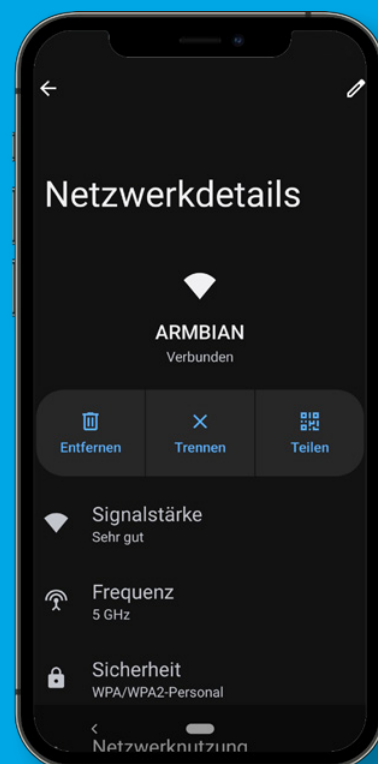 Netzwerkdetails
ARMBIAN
Verbunden
Entfernen
Trennen
Teilen
Signalstärke
Sehr gut
Frequenz
5 GHz
Sicherheit
WPA/WPA2-Personal
Netzwerknutzung